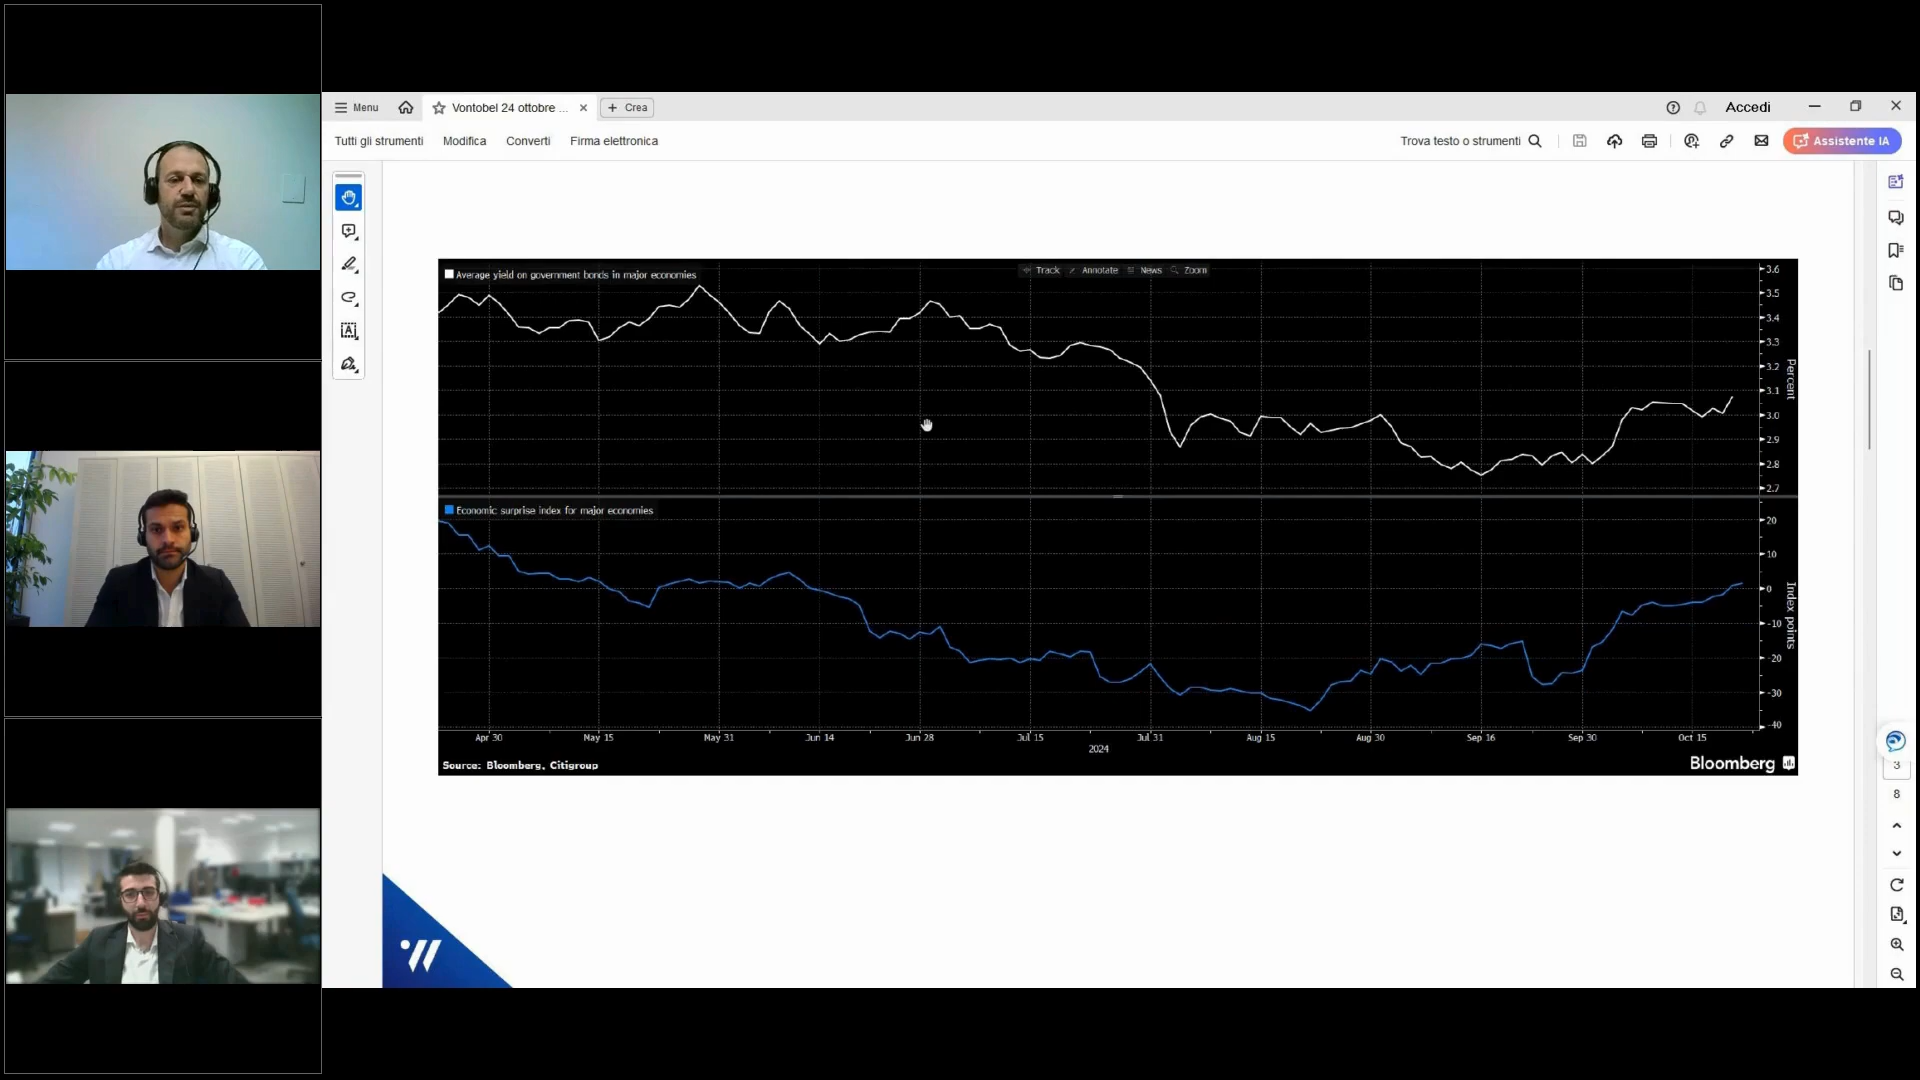 Menu
Vontobel 24 ottobre ...
Crea
Accedi
Tutti gli strumenti
Modifica
Converti
Firma elettronica
Trova testo o strumenti
Assistente IA
Average yield on government bonds in major economies
Track
Annotate
News
Zoom
3.6
3.5
3.4
3.3
3.2
3.1
3.0
2.9
2.8
2.7
Percent
Economic surprise index for major economies
20
10
0
-10
-20
-30
-40
Index points
Apr 30
May 15
May 31
Jun 14
Jun 28
Jul 15
Jul 31
Aug 15
Aug 30
Sep 16
Sep 30
Oct 15
2024
Source: Bloomberg, Citigroup
Bloomberg
3
8